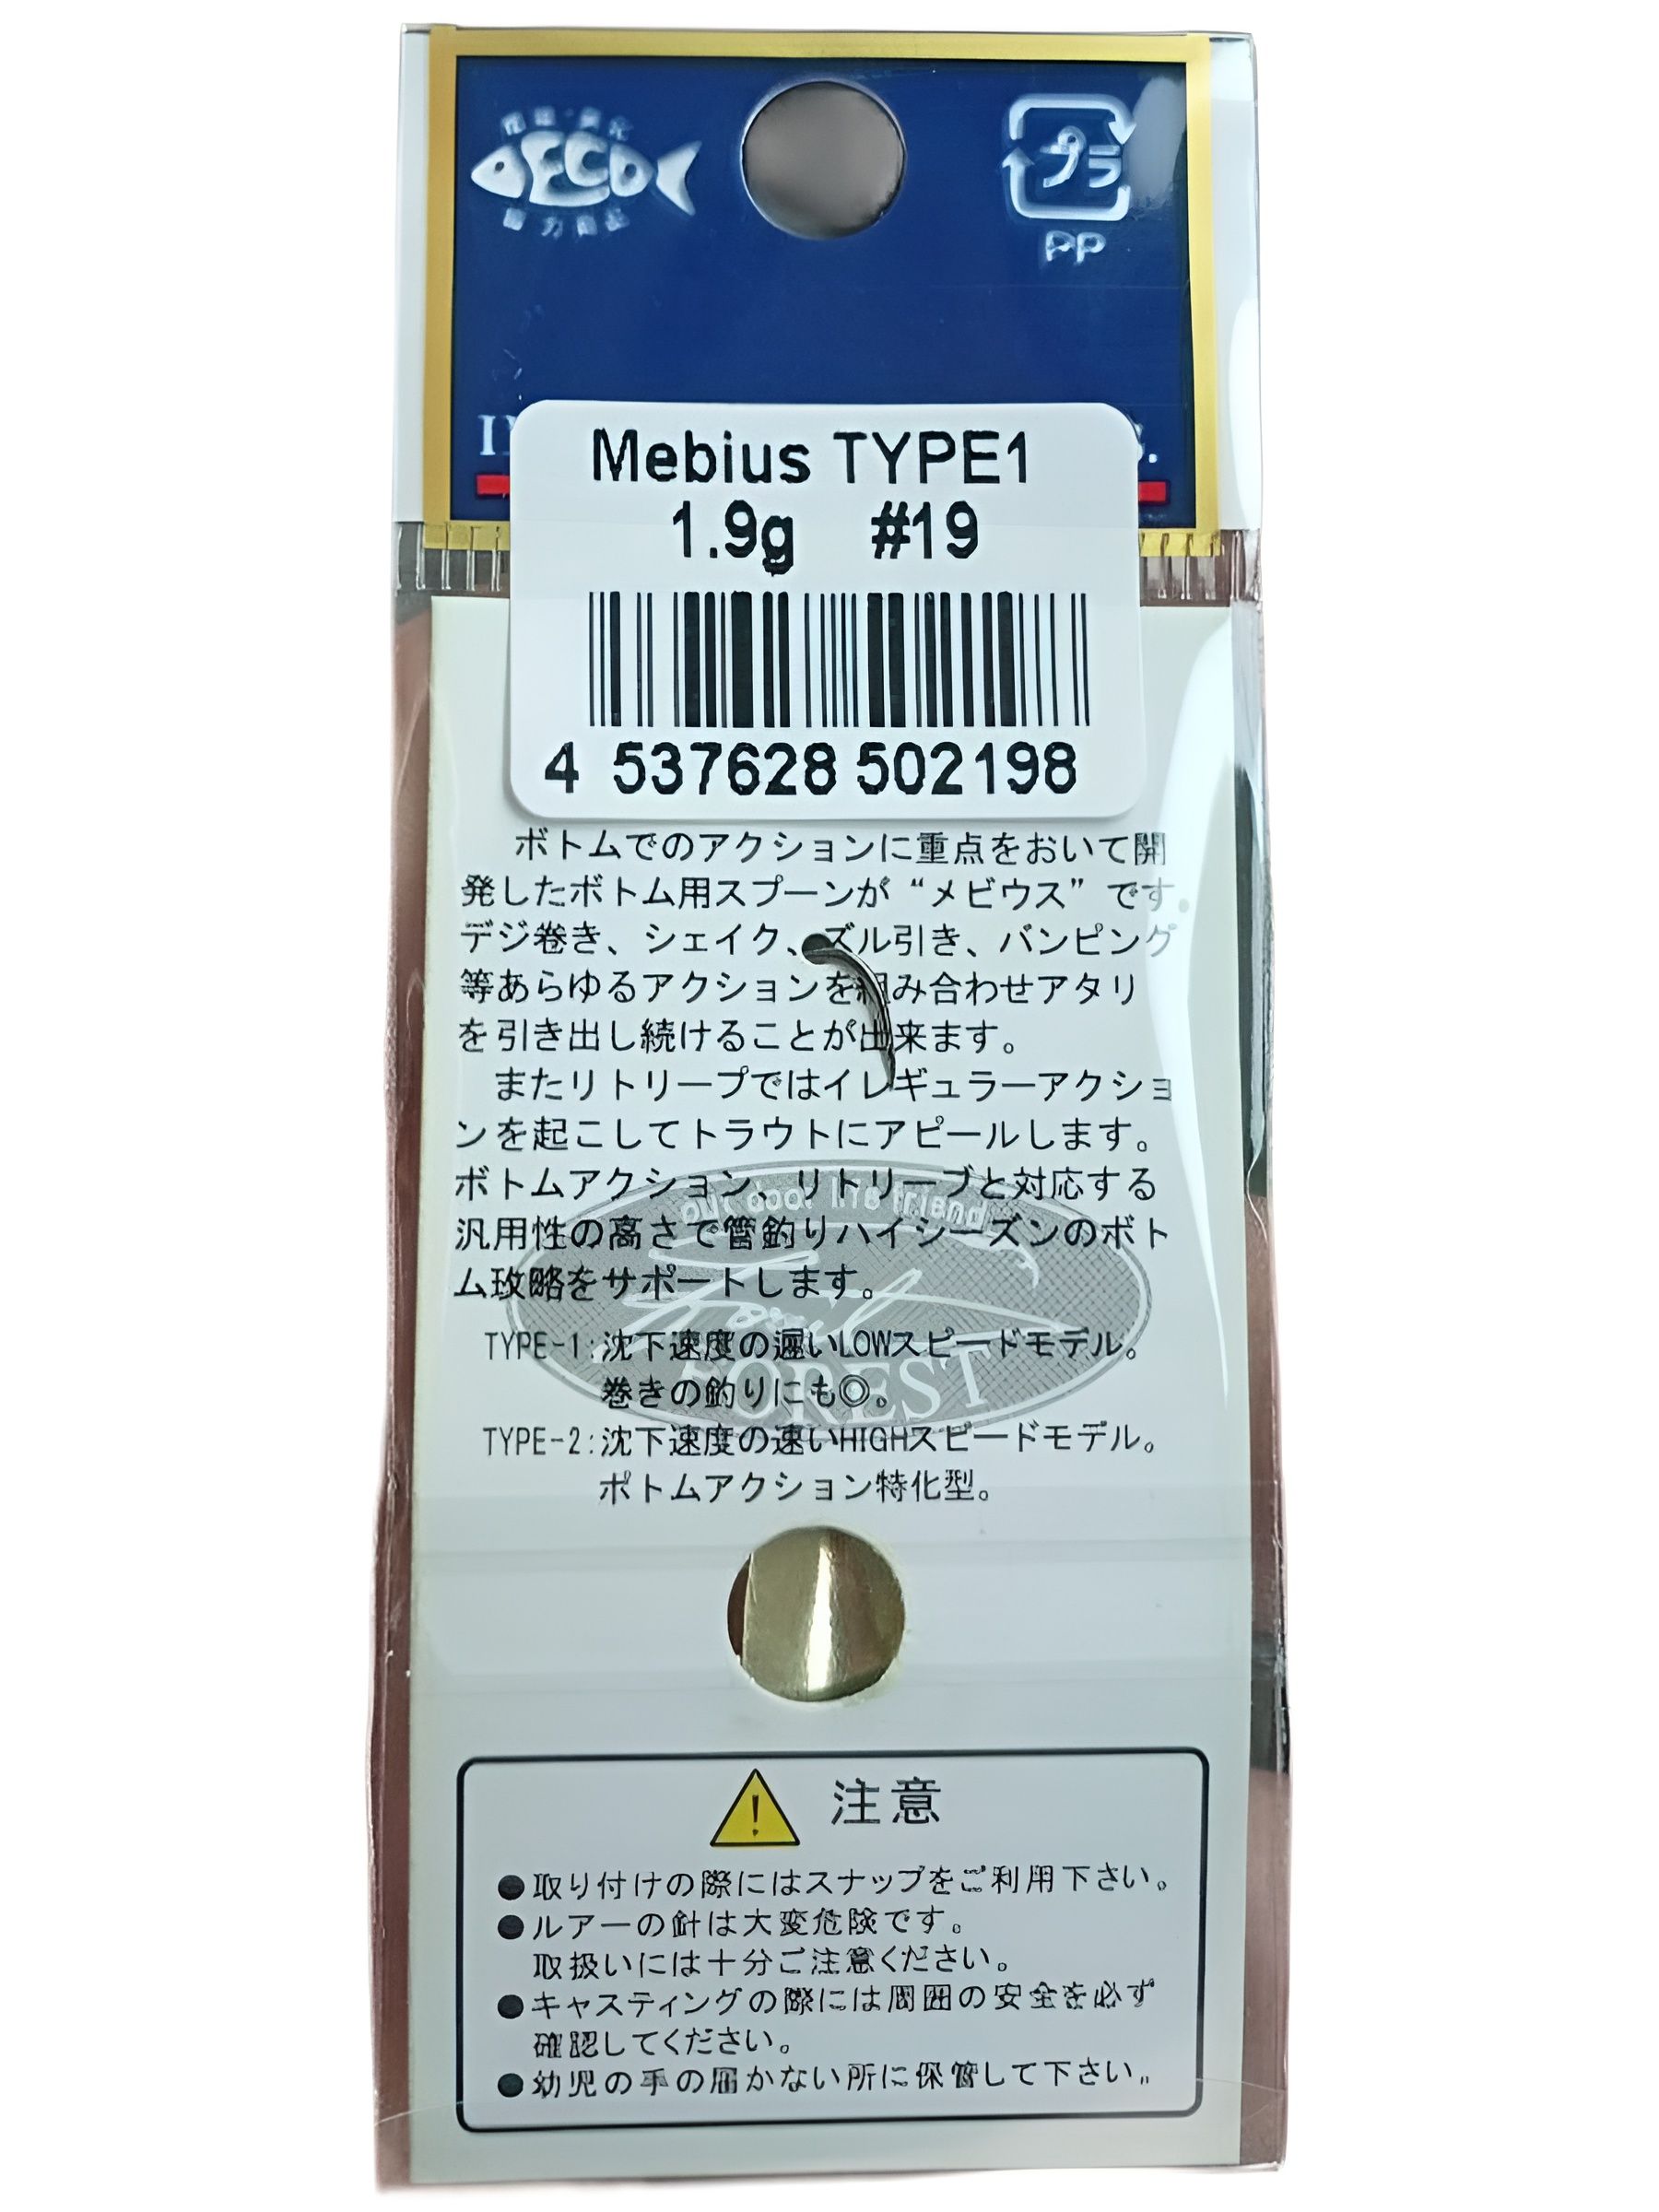 DECO
プラ
PP
Mebius TYPE1
1.9g #19
4 537628 502198
ボトムでのアクションに重点をおいて開
発したボトム用スプーンが“メビウス”です。
デジ巻き、シェイク、ズル引き、バンピング
等あらゆるアクションを組み合わせアタリ
を引き出し続けることが出来ます。
またリトリーブではイレギュラーアクショ
ンを起こしてトラウトにアピールします。
ボトムアクション、リトリーブと対応する
汎用性の高さで管釣りハイシーズンのボト
ム攻略をサポートします。
FOREST
TYPE-1:沈下速度の遅いLOWスピードモデル。
巻きの釣りにも◎。
TYPE-2:沈下速度の速いHIGHスピードモデル。
ボトムアクション特化型。
注意
●取り付けの際にはスナップをご利用下さい。
●ルアーの針は大変危険です。
取扱いには十分ご注意ください。
●キャスティングの際には周囲の安全を必ず
確認してください。
●幼児の手の届かない所に保管して下さい。